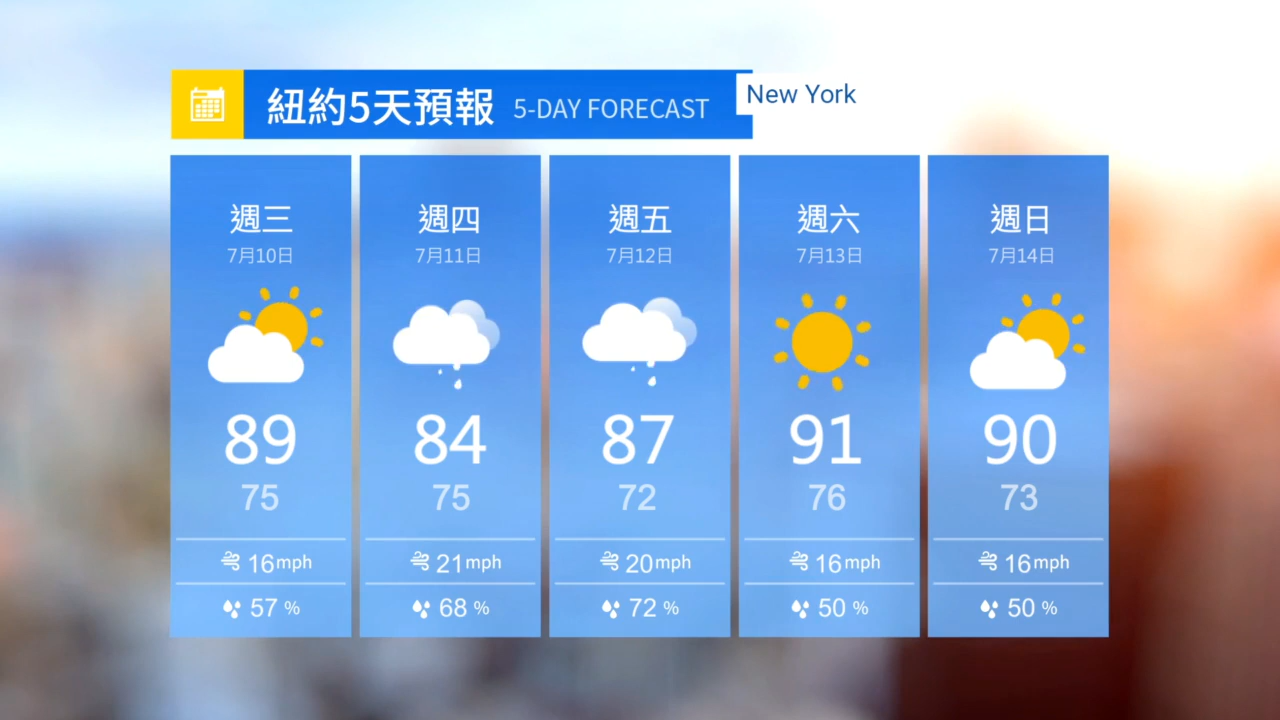 紐約5天預報 5-DAY FORECAST
New York
週三
7月10日
89
75
16mph
57 %
週四
7月11日
84
75
21mph
68 %
週五
7月12日
87
72
20mph
72 %
週六
7月13日
91
76
16mph
50 %
週日
7月14日
90
73
16mph
50 %